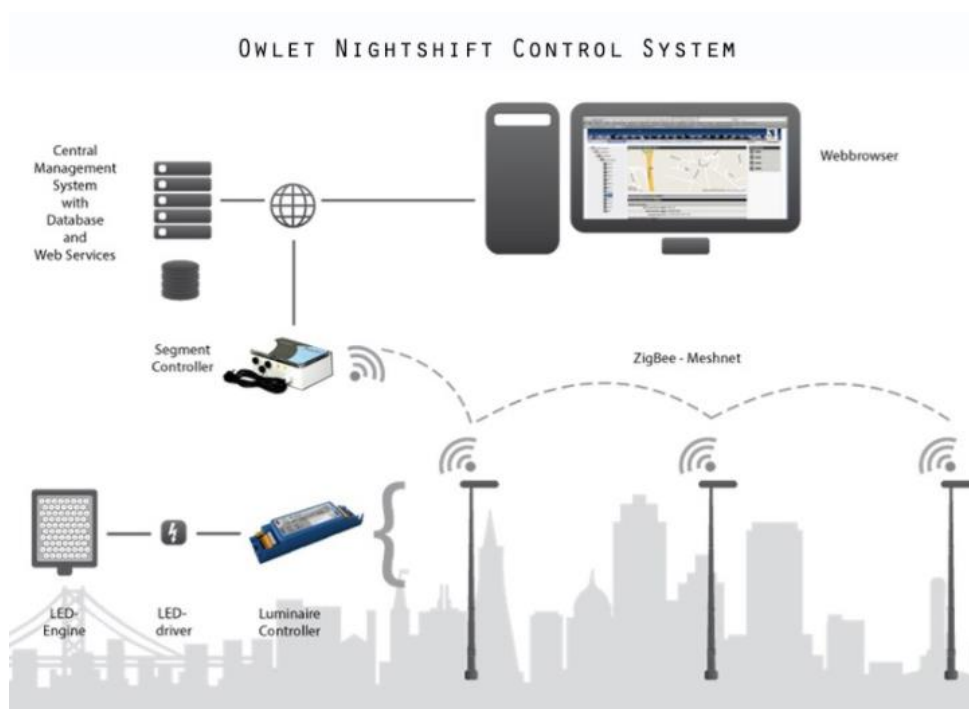 OWLET NIGHTSHIFT CONTROL SYSTEM
Central
Management
System
with
Database
and
Web Services
Webbrowser
Segment
Controller
ZigBee - Meshnet
LED-
Engine
LED-
driver
Luminaire
Controller